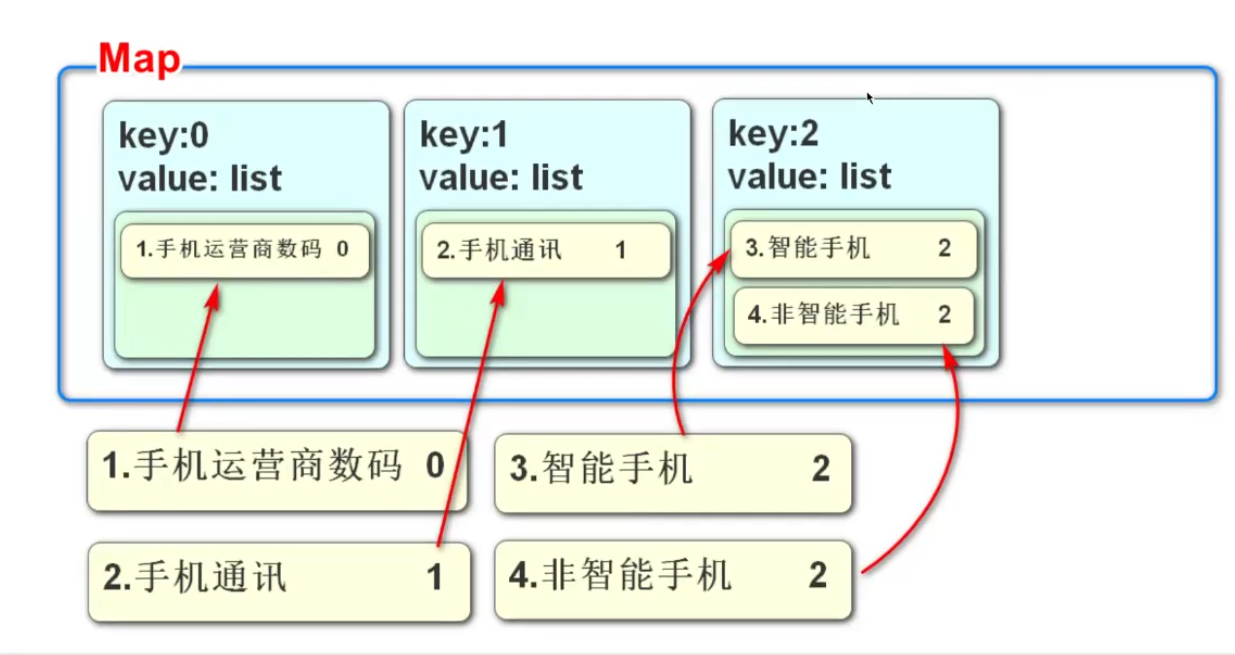 Map
key:0
value: list
1.手机运营商数码 0
key:1
value: list
2.手机通讯 1
key:2
value: list
3.智能手机 2
4.非智能手机 2
1.手机运营商数码 0
3.智能手机 2
2.手机通讯 1
4.非智能手机 2